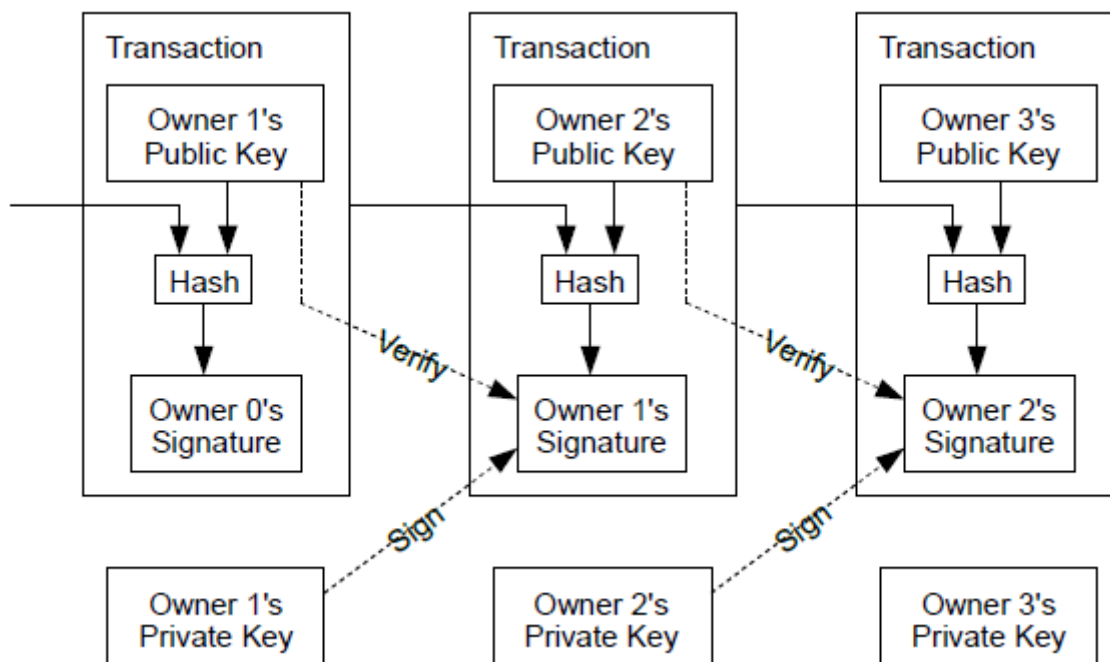 Transaction
Transaction
Transaction
Owner 1's
Public Key
Owner 2's
Public Key
Owner 3's
Public Key
Hash
Hash
Hash
Verify
Verify
Owner 0's
Signature
Owner 1's
Signature
Owner 2's
Signature
Sign
Sign
Owner 1's
Private Key
Owner 2's
Private Key
Owner 3's
Private Key